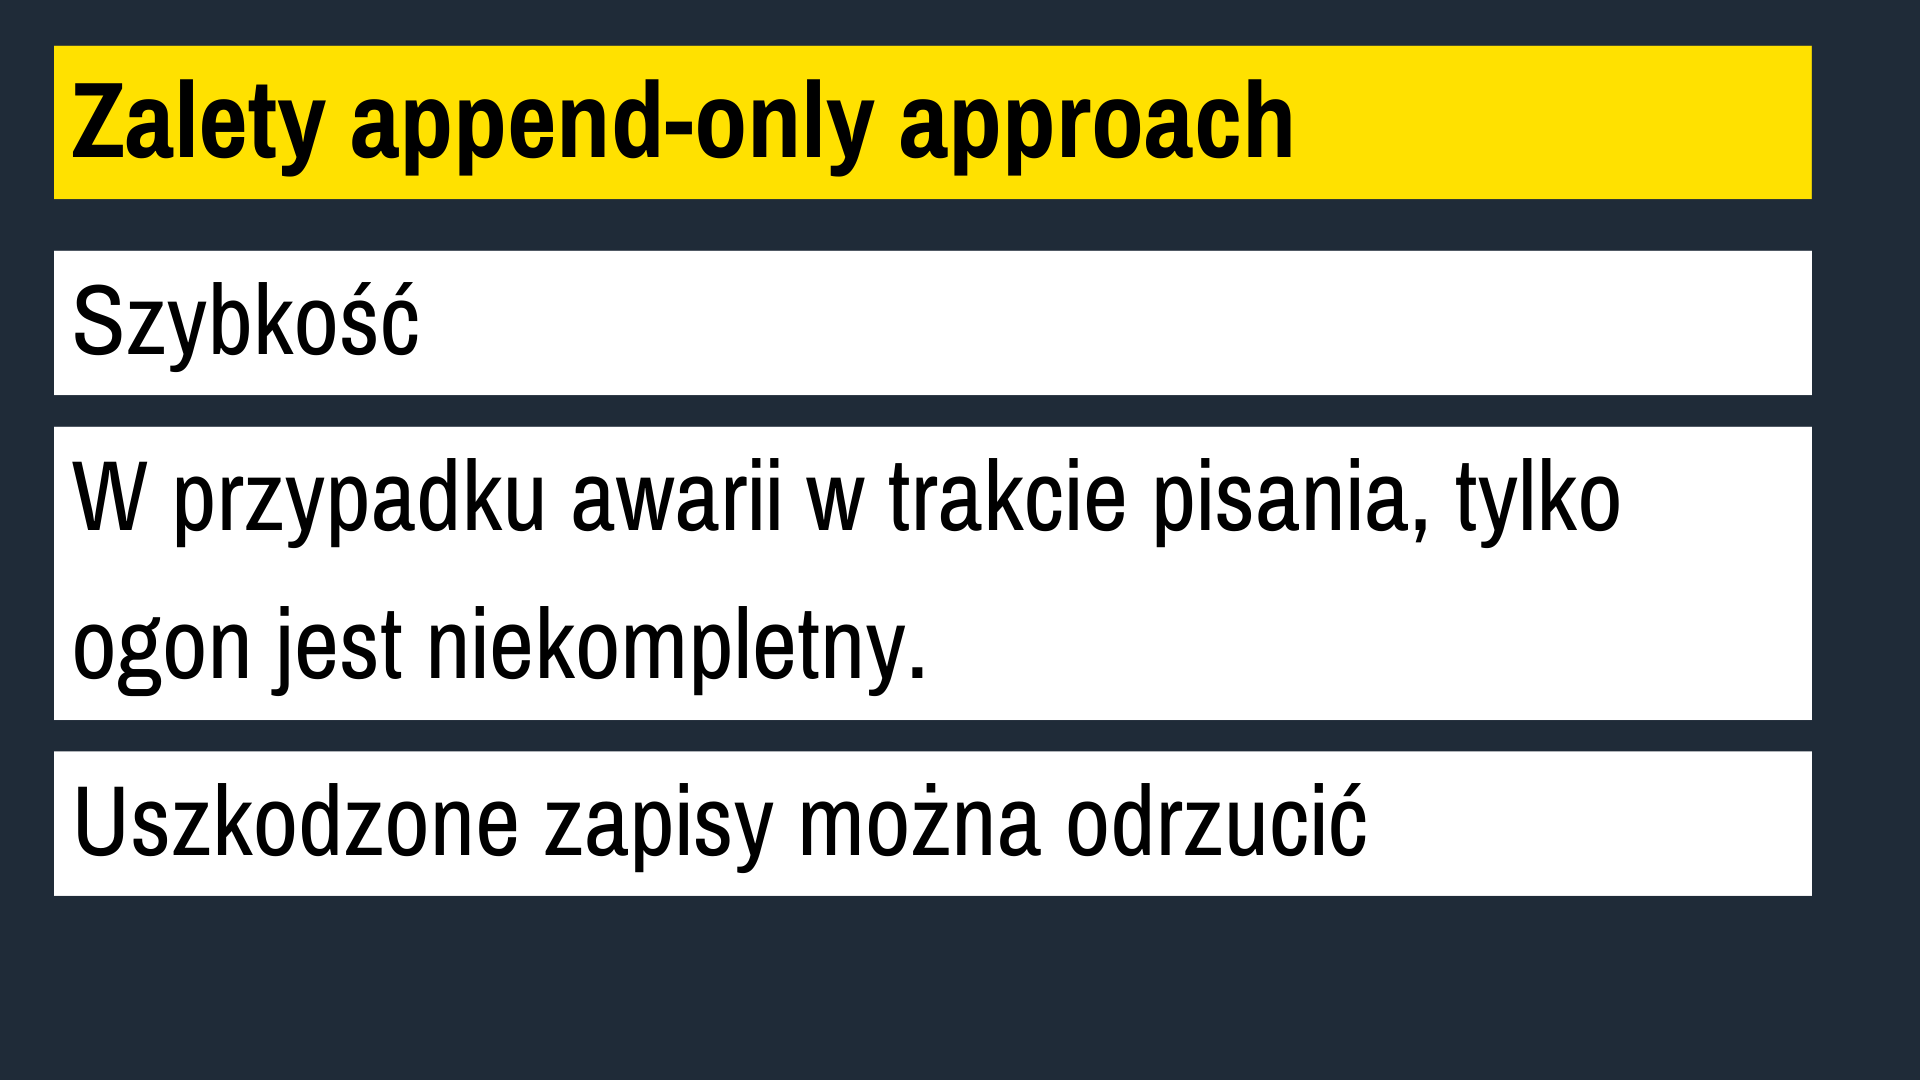 Zalety append-only approach
Szybkość
W przypadku awarii w trakcie pisania, tylko
ogon jest niekompletny.
Uszkodzone zapisy można odrzucić